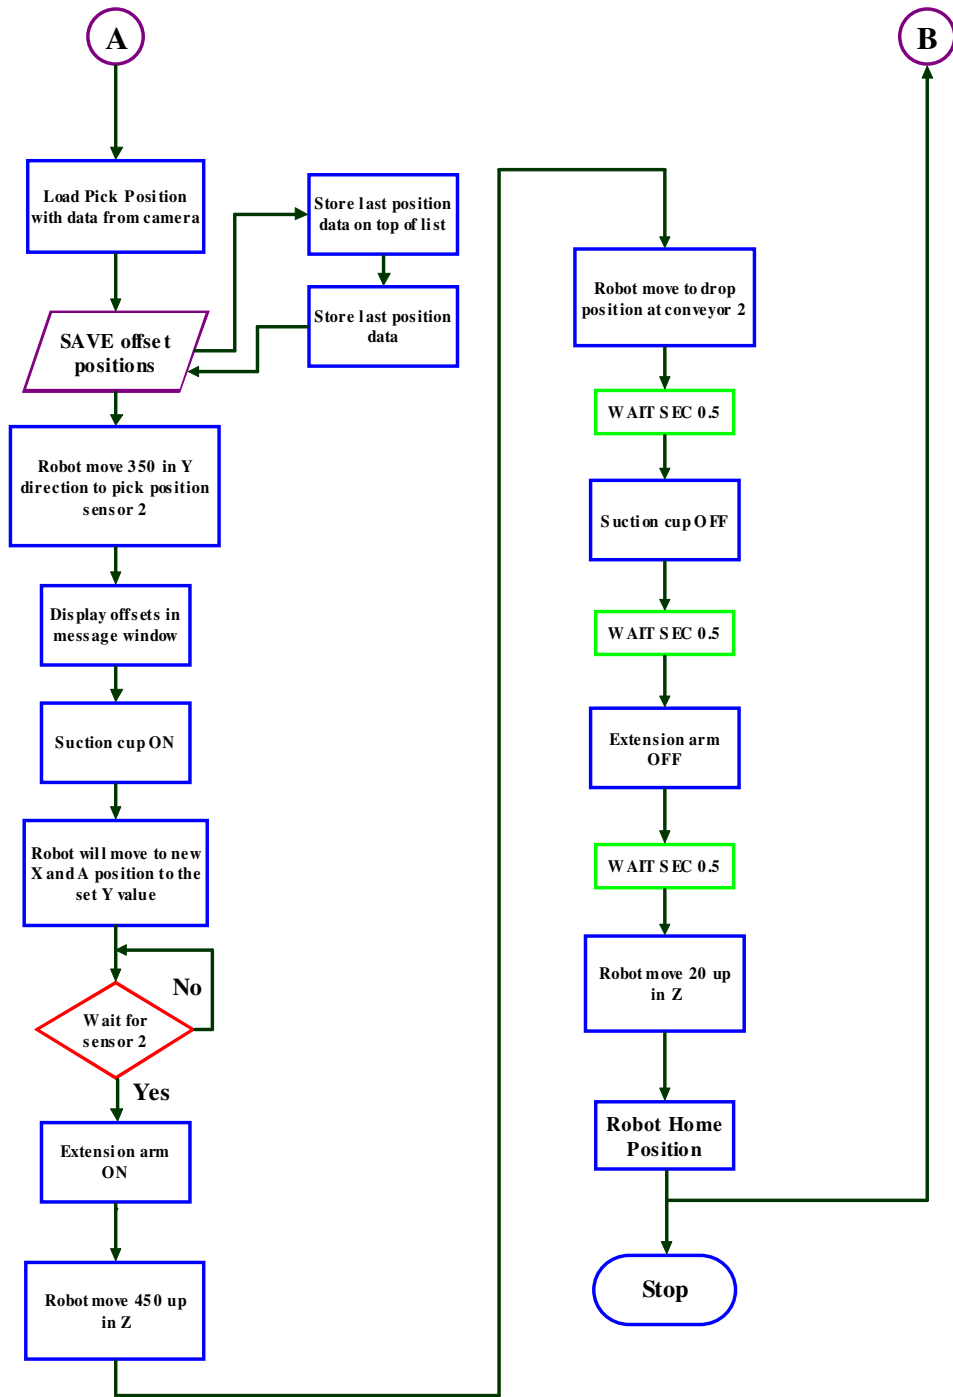 A
Load Pick Position
with data from camera
Store last position
data on top of list
Store last position
data
SAVE offset
positions
Robot move 350 in Y
direction to pick position
sensor 2
Display offsets in
message window
Suction cup ON
Robot will move to new
X and A position to the
set Y value
No
Wait for
sensor 2
Yes
Extension arm
ON
Robot move 450 up
in Z
B
Robot move to drop
position at conveyor 2
WAIT SEC 0.5
Suction cup OFF
WAIT SEC 0.5
Extension arm
OFF
WAIT SEC 0.5
Robot move 20 up
in Z
Robot Home
Position
Stop